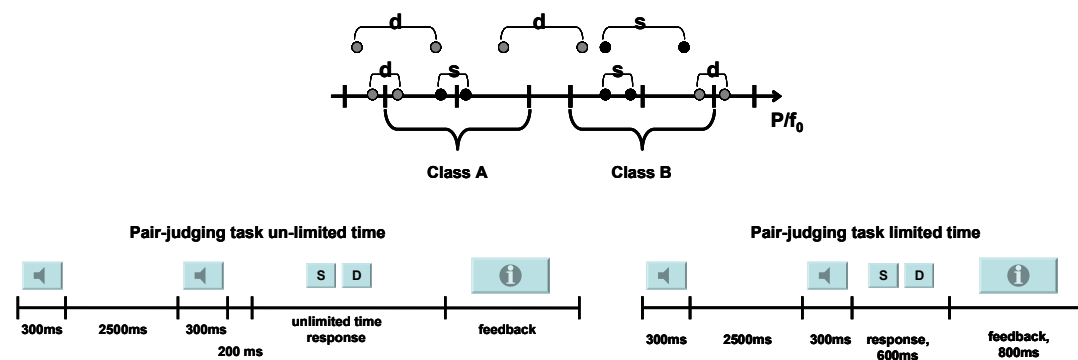 d d s
d s s d
P/f0
Class A Class B
Pair-judging task un-limited time
S D
300ms 2500ms 300ms
200 ms
unlimited time
response
feedback
Pair-judging task limited time
S D
300ms 2500ms 300ms
response,
600ms
feedback,
800ms